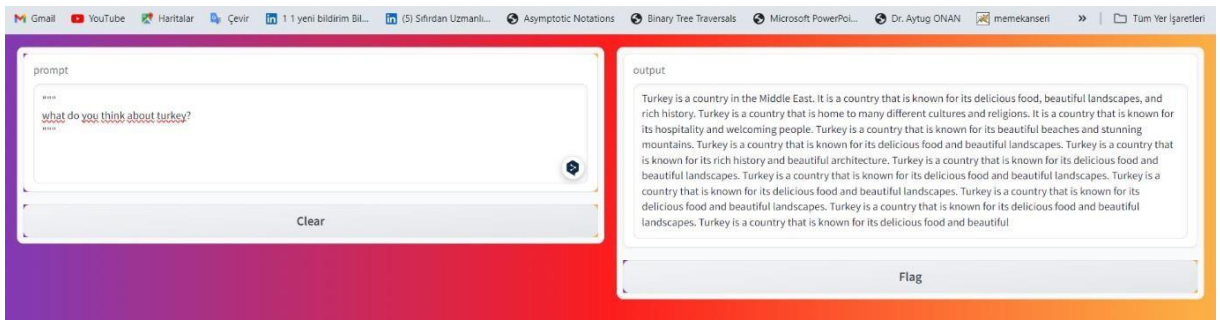 Gmail YouTube Haritalar Çevir 1 1 yeni bildirim Bil... (5) Sıfırdan Uzmanlı... Asymptotic Notations Binary Tree Traversals Microsoft PowerPoi... Dr. Aytug ONAN memekanseri » Tüm Yer İşaretleri
prompt
"""
what do you think about turkey?
"""
Clear
output
Turkey is a country in the Middle East. It is a country that is known for its delicious food, beautiful landscapes, and
rich history. Turkey is a country that is home to many different cultures and religions. It is a country that is known for
its hospitality and welcoming people. Turkey is a country that is known for its beautiful beaches and stunning
mountains. Turkey is a country that is known for its delicious food and beautiful landscapes. Turkey is a country that
is known for its rich history and beautiful architecture. Turkey is a country that is known for its delicious food and
beautiful landscapes. Turkey is a country that is known for its delicious food and beautiful landscapes. Turkey is a
country that is known for its delicious food and beautiful landscapes. Turkey is a country that is known for its
delicious food and beautiful landscapes. Turkey is a country that is known for its delicious food and beautiful
landscapes. Turkey is a country that is known for its delicious food and beautiful
Flag